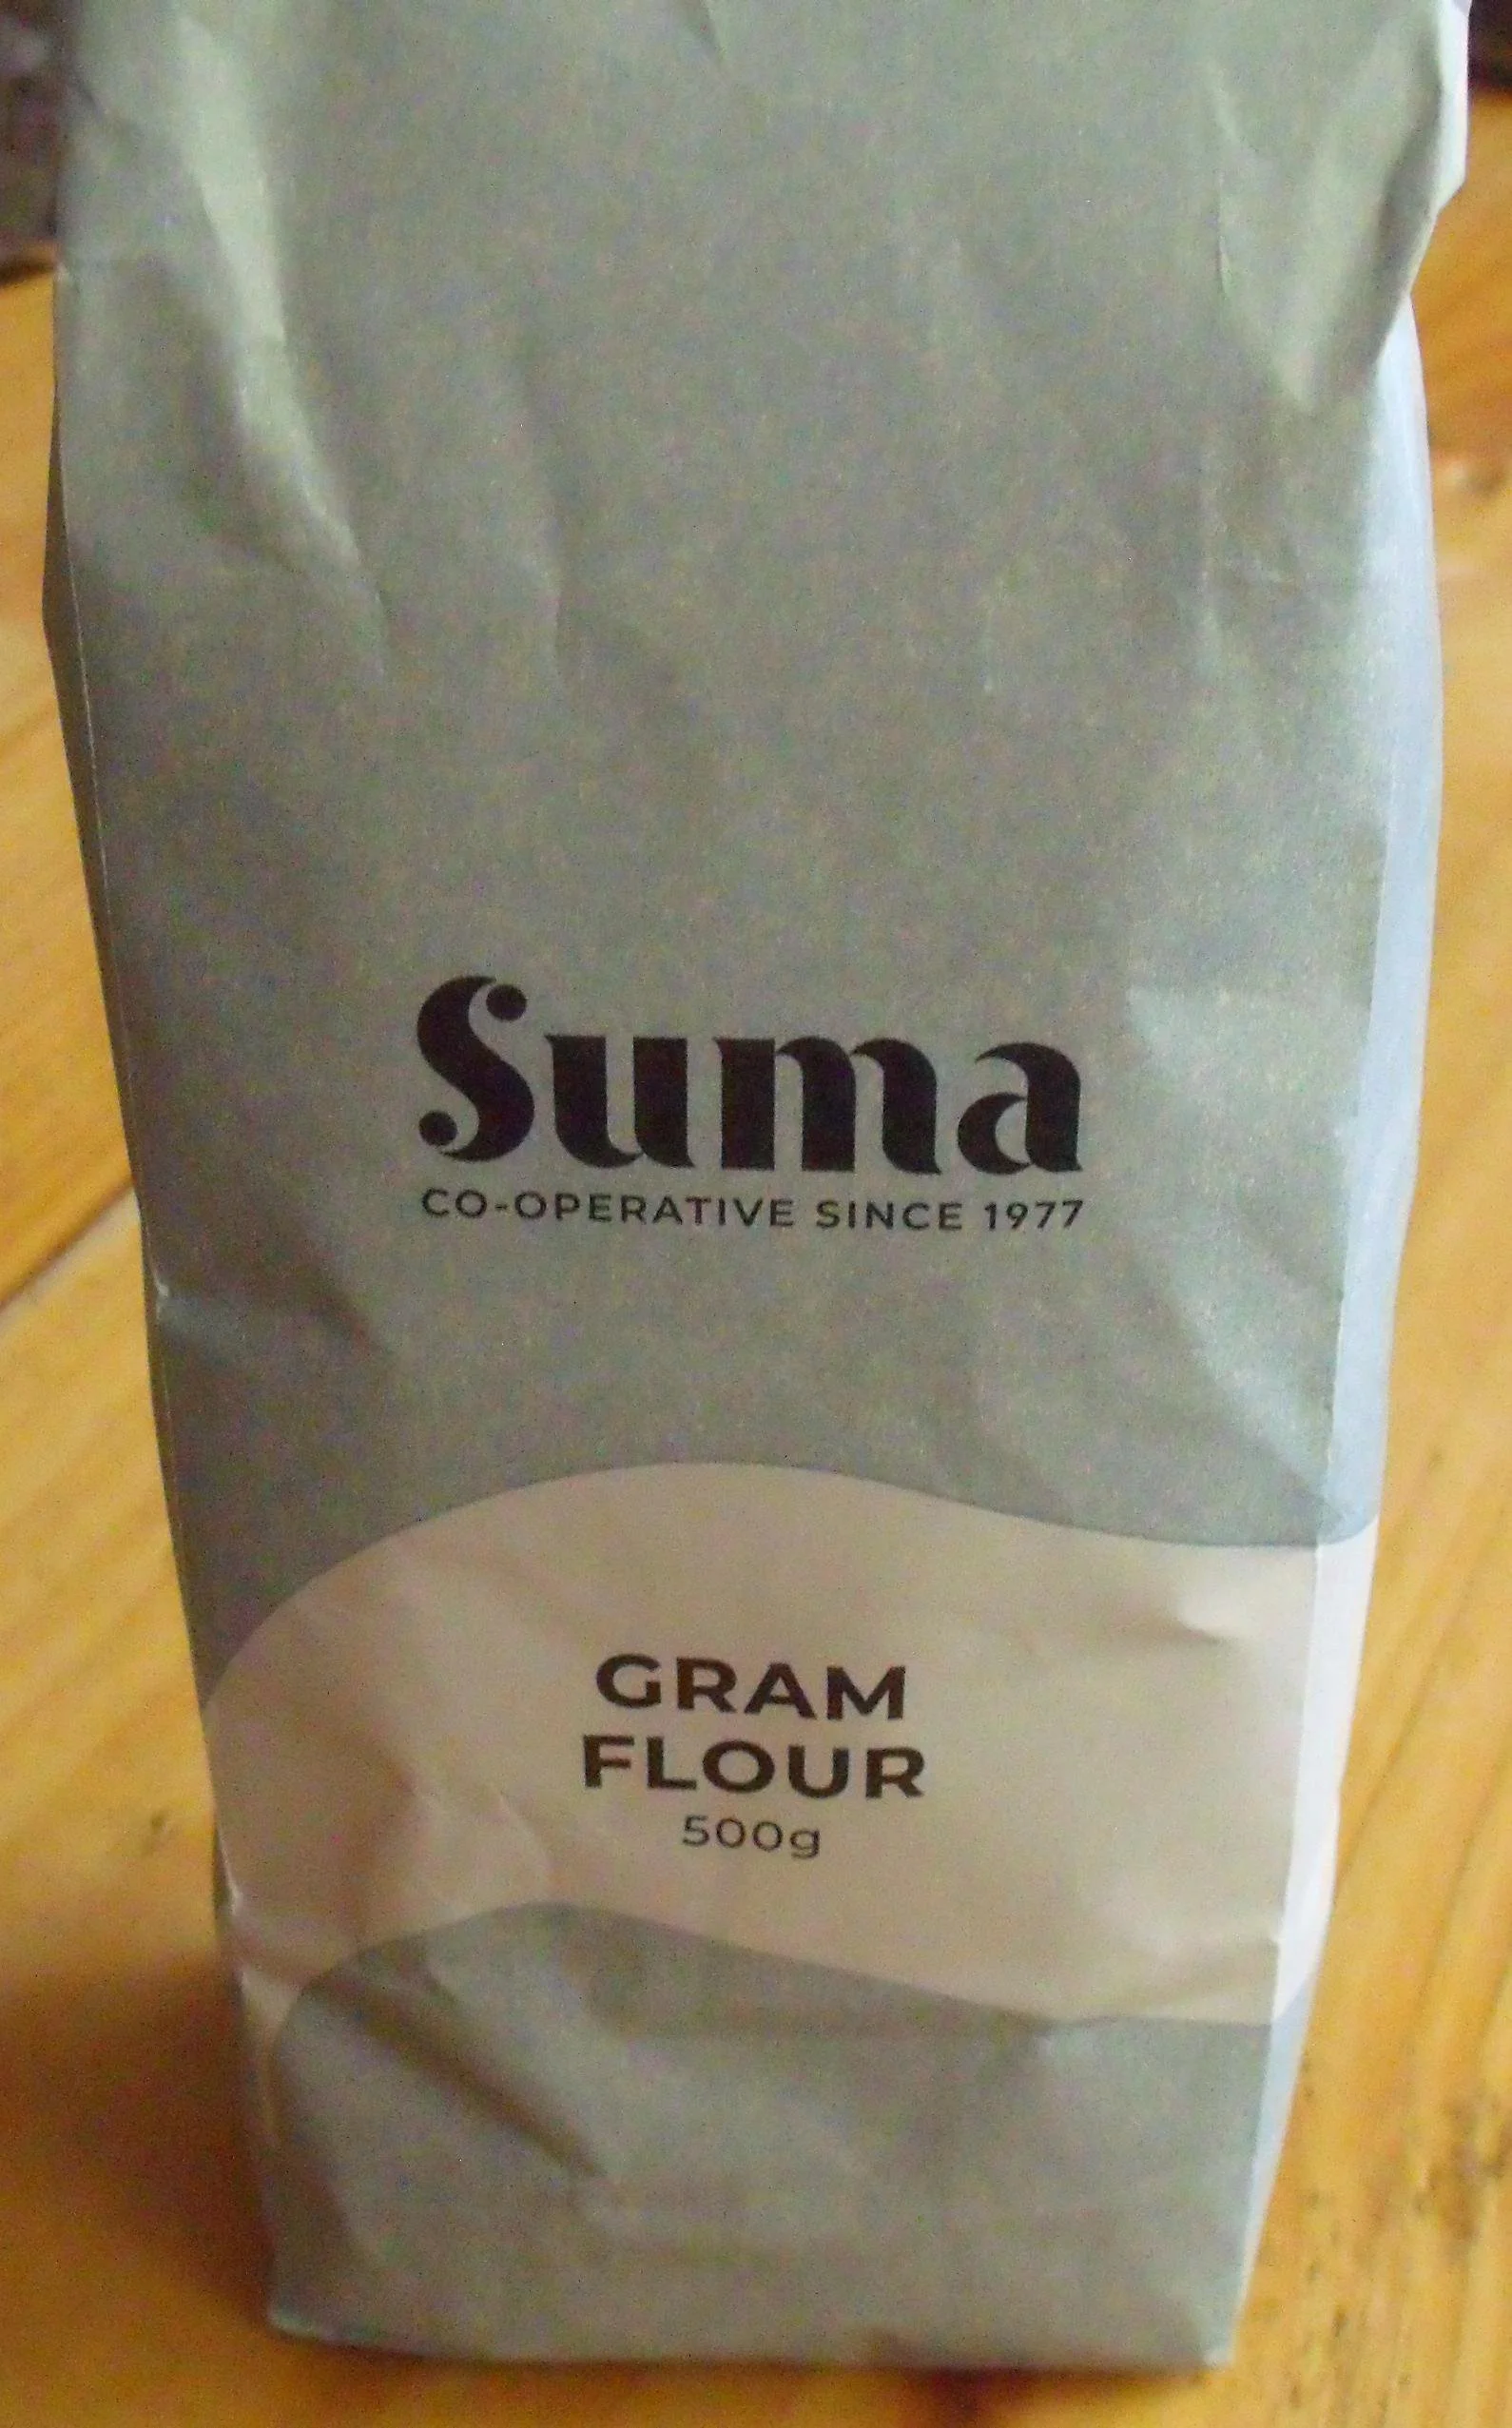 Suma
CO-OPERATIVE SINCE 1977
GRAM
FLOUR
500g